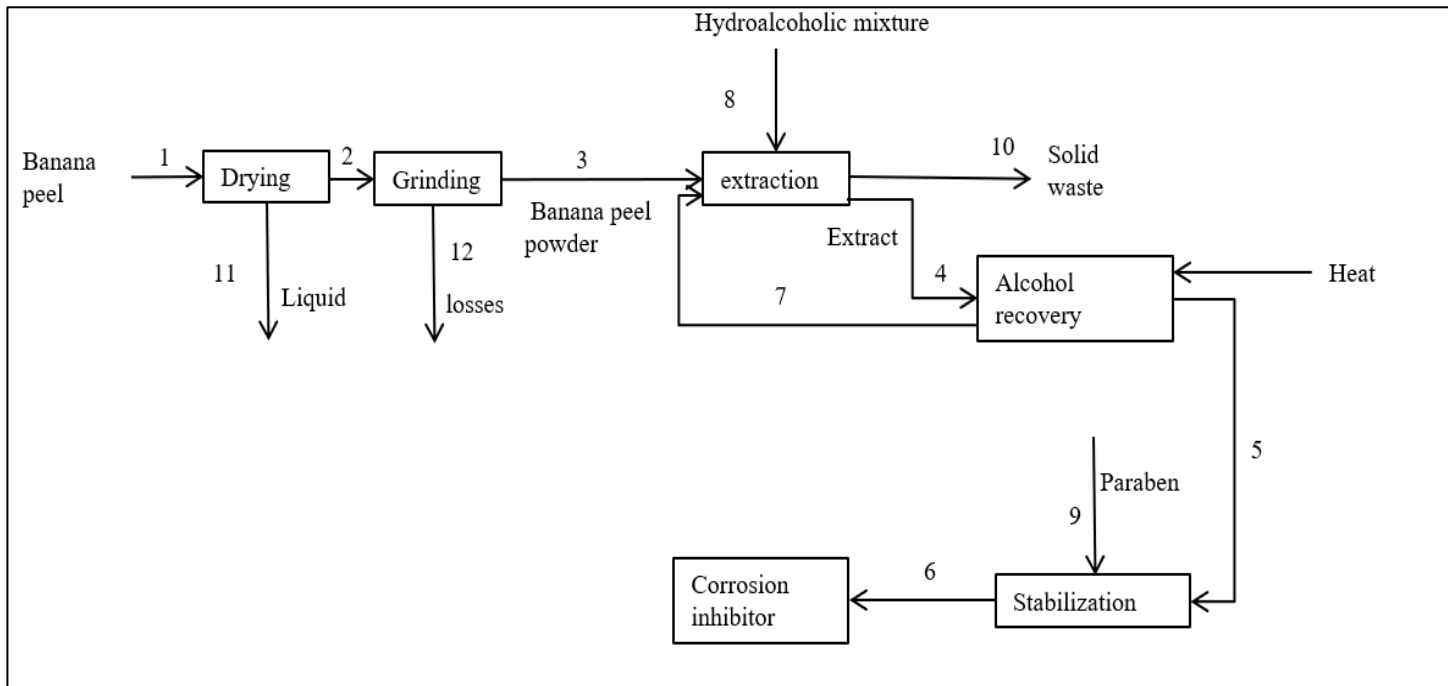 Hydroalcoholic mixture
8
Banana
peel
1
Drying
2
Grinding
3
extraction
10
Solid
waste
Banana peel
powder
Extract
11
Liquid
12
losses
7
4
Alcohol
recovery
Heat
5
Paraben
9
Corrosion
inhibitor
6
Stabilization